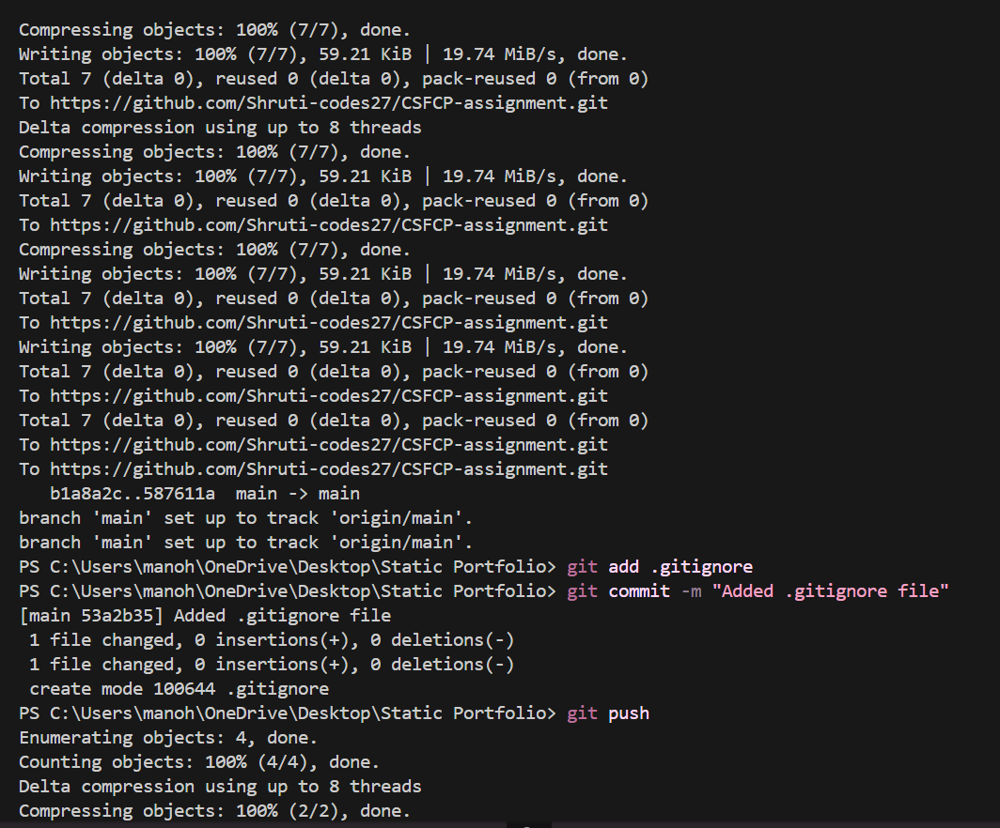 Compressing objects: 100% (7/7), done.
Writing objects: 100% (7/7), 59.21 KiB | 19.74 MiB/s, done.
Total 7 (delta 0), reused 0 (delta 0), pack-reused 0 (from 0)
To https://github.com/Shruti-codes27/CSFCP-assignment.git
Delta compression using up to 8 threads
Compressing objects: 100% (7/7), done.
Writing objects: 100% (7/7), 59.21 KiB | 19.74 MiB/s, done.
Total 7 (delta 0), reused 0 (delta 0), pack-reused 0 (from 0)
To https://github.com/Shruti-codes27/CSFCP-assignment.git
Compressing objects: 100% (7/7), done.
Writing objects: 100% (7/7), 59.21 KiB | 19.74 MiB/s, done.
Total 7 (delta 0), reused 0 (delta 0), pack-reused 0 (from 0)
To https://github.com/Shruti-codes27/CSFCP-assignment.git
Writing objects: 100% (7/7), 59.21 KiB | 19.74 MiB/s, done.
Total 7 (delta 0), reused 0 (delta 0), pack-reused 0 (from 0)
To https://github.com/Shruti-codes27/CSFCP-assignment.git
Total 7 (delta 0), reused 0 (delta 0), pack-reused 0 (from 0)
To https://github.com/Shruti-codes27/CSFCP-assignment.git
To https://github.com/Shruti-codes27/CSFCP-assignment.git
   b1a8a2c..587611a  main -> main
branch 'main' set up to track 'origin/main'.
branch 'main' set up to track 'origin/main'.
PS C:\Users\manoh\OneDrive\Desktop\Static Portfolio> git add .gitignore
PS C:\Users\manoh\OneDrive\Desktop\Static Portfolio> git commit -m "Added .gitignore file"
[main 53a2b35] Added .gitignore file
 1 file changed, 0 insertions(+), 0 deletions(-)
 1 file changed, 0 insertions(+), 0 deletions(-)
 create mode 100644 .gitignore
PS C:\Users\manoh\OneDrive\Desktop\Static Portfolio> git push
Enumerating objects: 4, done.
Counting objects: 100% (4/4), done.
Delta compression using up to 8 threads
Compressing objects: 100% (2/2), done.